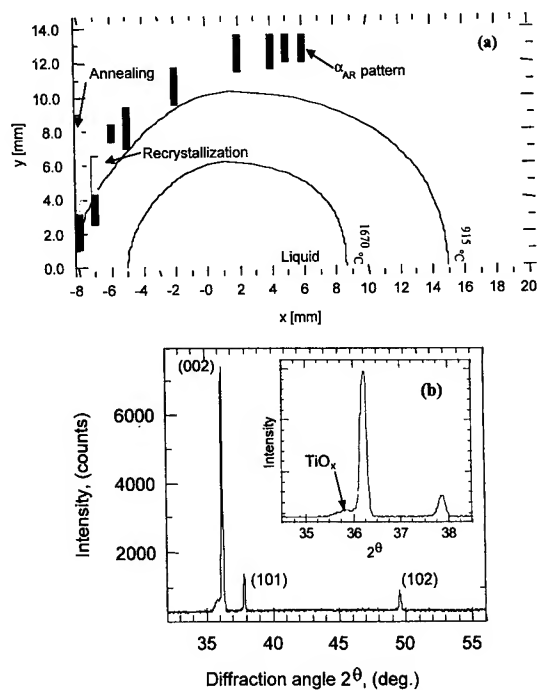 (a)
14.0
12.0
10.0
8.0
6.0
4.0
2.0
0.0
y [mm]
Annealing
α_AR pattern
Recrystallization
Liquid
1670 °C
915 °C
-8 -6 -4 -2 -0 2 4 6 8 10 12 14 16 18 20
x [mm]
(b)
(002)
6000
4000
2000
Intensity, (counts)
(101)
(102)
TiOx
Intensity
35 36 37 38
2θ
35 40 45 50 55
Diffraction angle 2θ, (deg.)